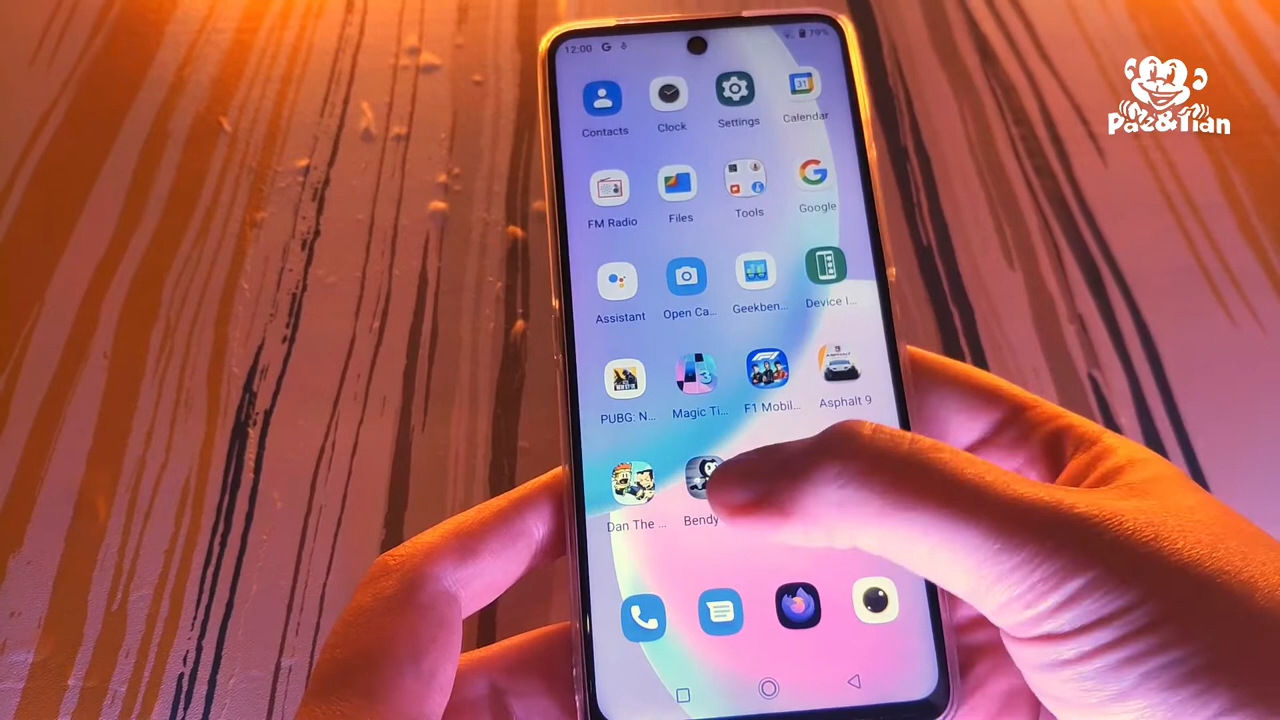 12:00 G 79%
Contacts Clock Settings Calendar
31
FM Radio Files Tools Google
Assistant Open Ca... Geekben... Device I...
PUBG: N... Magic Ti... F1 Mobil... Asphalt 9
Dan The ... Bendy
Pac&Tian